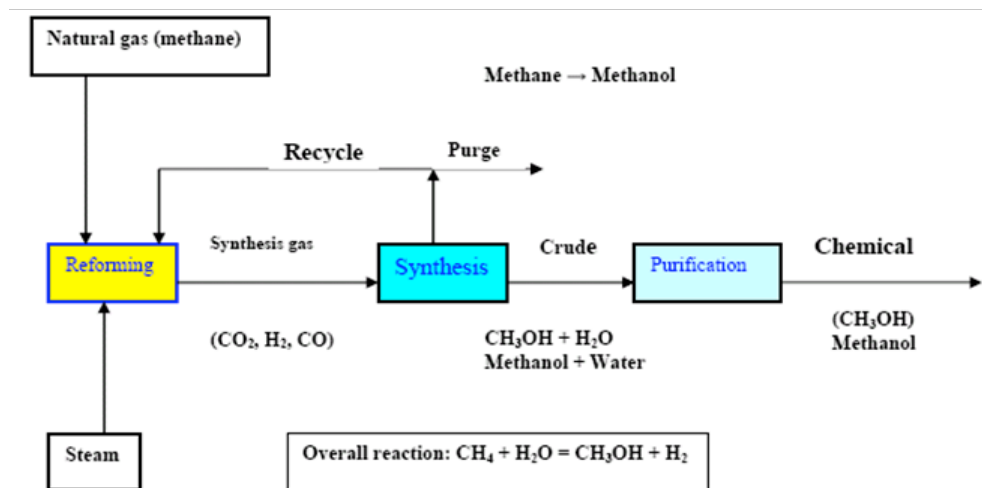 Natural gas (methane)
Methane → Methanol
Recycle
Purge
Synthesis gas
Crude
Chemical
Reforming
Synthesis
Purification
(CO₂, H₂, CO)
CH₃OH + H₂O
Methanol + Water
(CH₃OH)
Methanol
Steam
Overall reaction: CH₄ + H₂O = CH₃OH + H₂